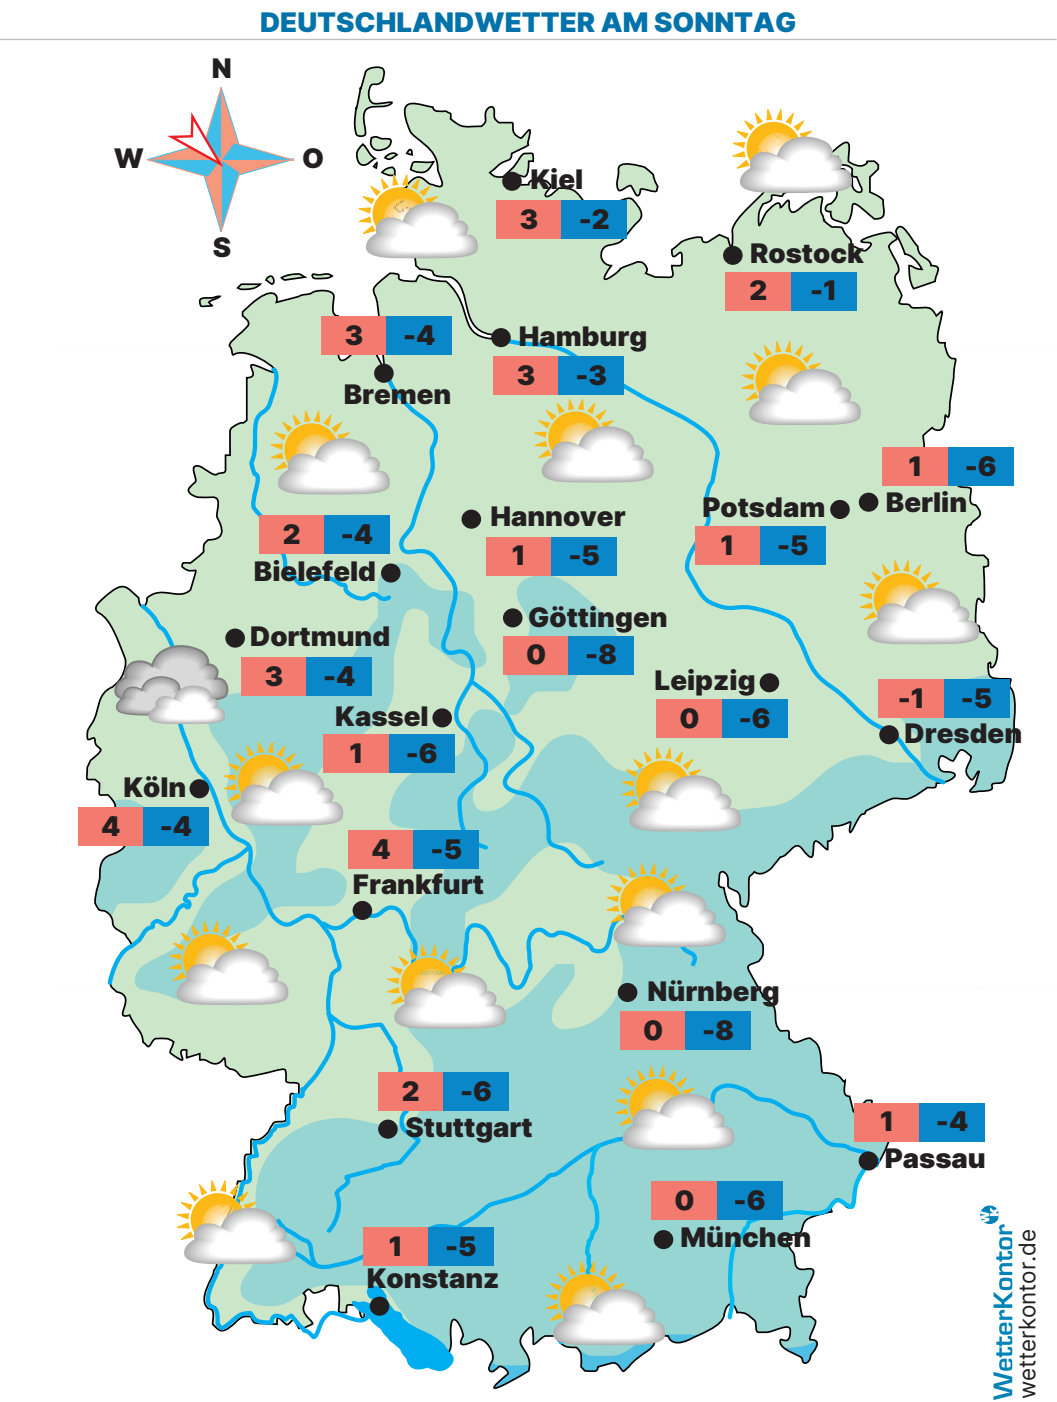 DEUTSCHLANDWETTER AM SONNTAG
N
W
O
S
Kiel
3 -2
Rostock
2 -1
3 -4
Bremen
Hamburg
3 -3
1 -6
Berlin
Potsdam
1 -5
Hannover
1 -5
2 -4
Bielefeld
Göttingen
0 -8
Dortmund
3 -4
Leipzig
0 -6
-1 -5
Dresden
Kassel
1 -6
Köln
4 -4
4 -5
Frankfurt
Nürnberg
0 -8
2 -6
Stuttgart
1 -4
Passau
0 -6
München
1 -5
Konstanz
WetterKontor
wetterkontor.de